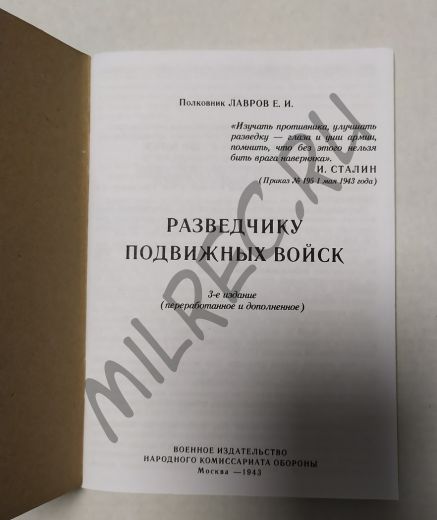 Полковник ЛАВРОВ Е. И.
«Изучать противника, улучшать
разведку — глаза и уши армии,
помнить, что без этого нельзя
бить врага наверняка».
И. СТАЛИН
(Приказ № 195 1 мая 1943 года)
РАЗВЕДЧИКУ
ПОДВИЖНЫХ ВОЙСК
3-е издание
(переработанное и дополненное)
ВОЕННОЕ ИЗДАТЕЛЬСТВО
НАРОДНОГО КОМИССАРИАТА ОБОРОНЫ
Москва —1943
MILREC.RU